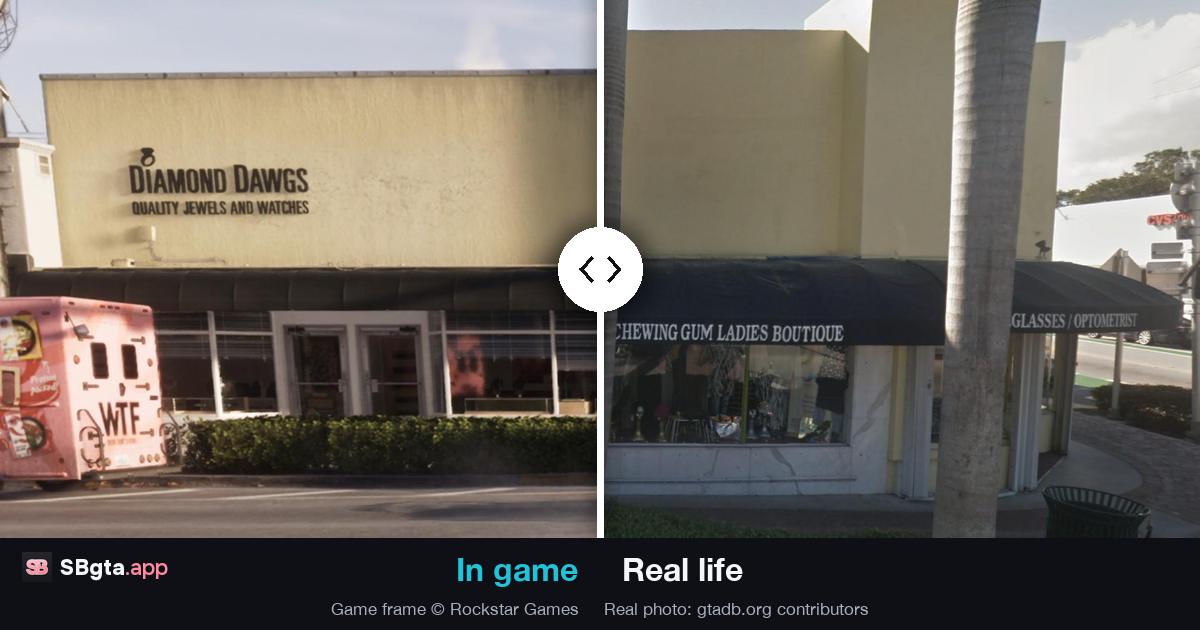 DIAMOND DAWGS
QUALITY JEWELS AND WATCHES
WTF
CHEWING GUM LADIES BOUTIQUE
GLASSES / OPTOMETRIST
CVS
SB SBgta.app
In game
Real life
Game frame © Rockstar Games
Real photo: gtadb.org contributors